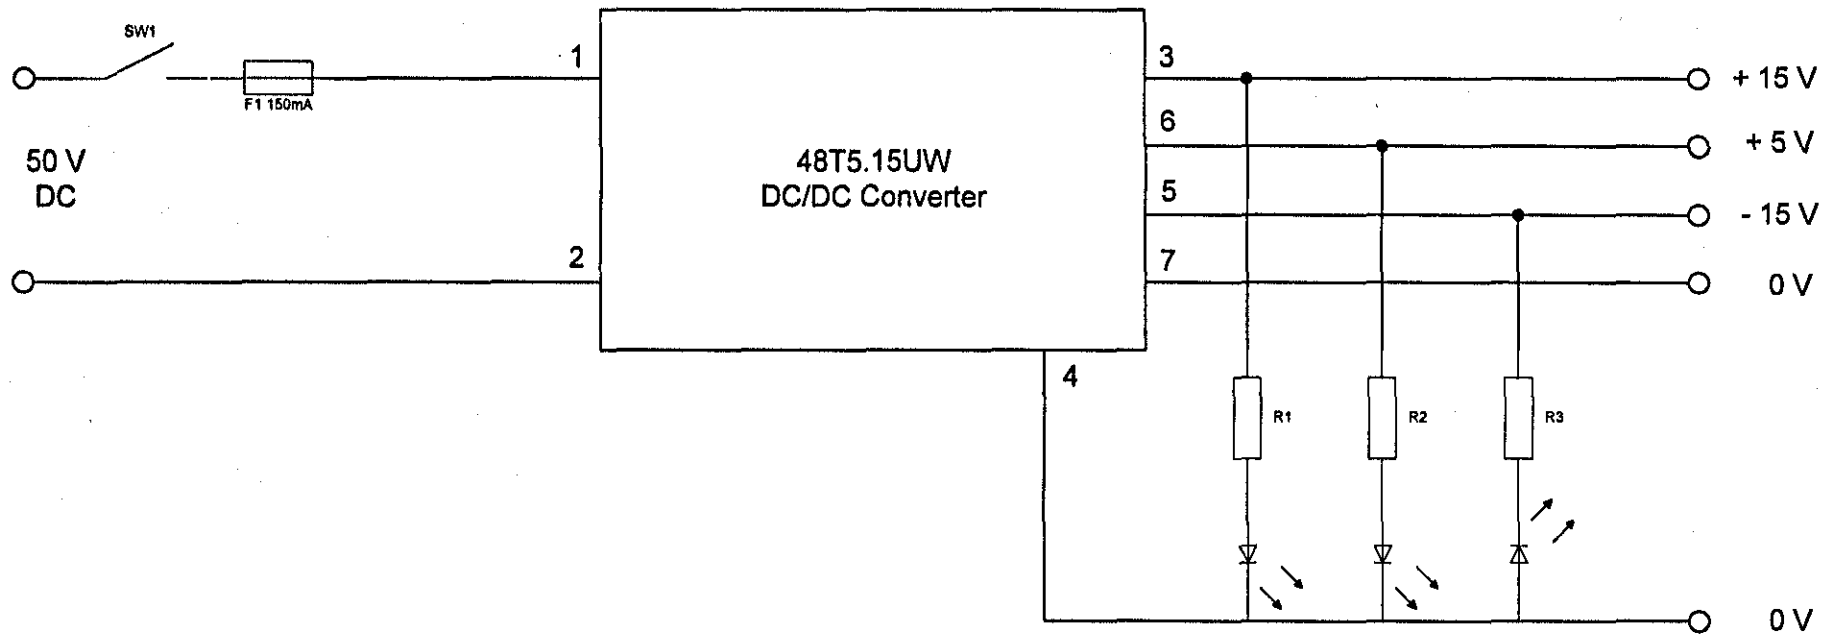 SW1
1
3
+ 15 V
F1 150mA
6
+ 5 V
50 V
DC
48T5.15UW
DC/DC Converter
5
- 15 V
2
7
0 V
4
R1
R2
R3
0 V